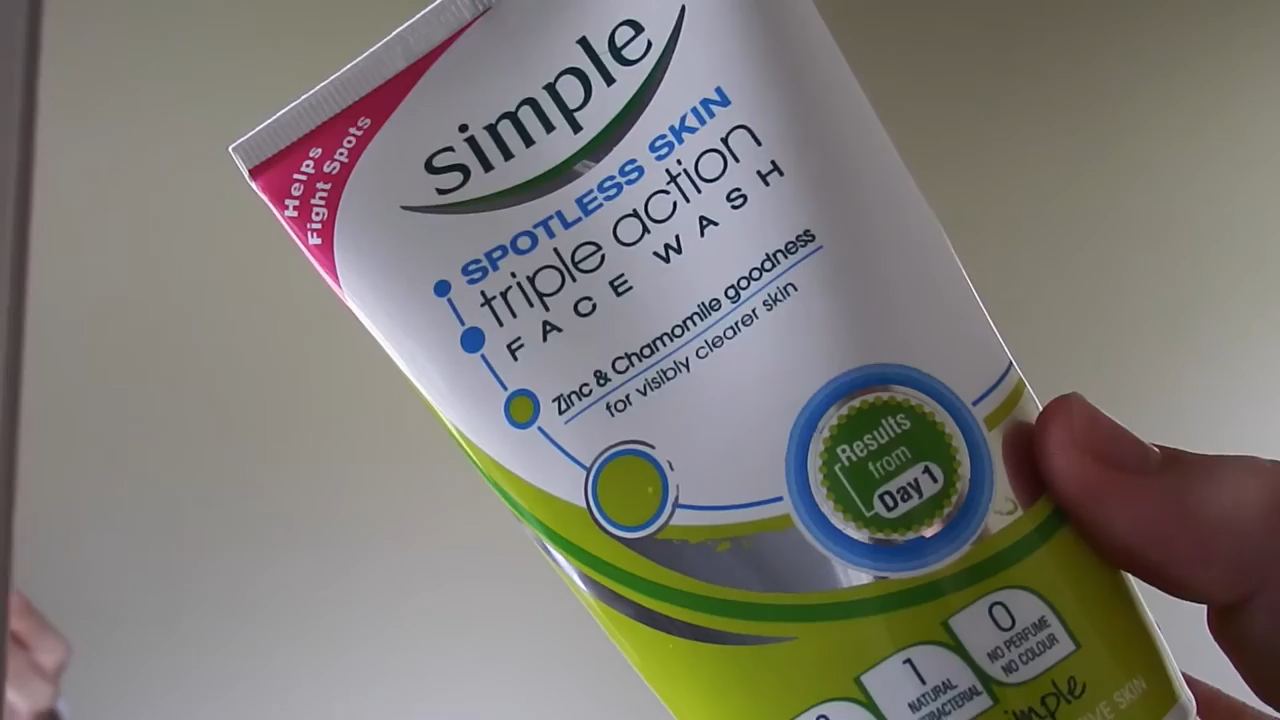 Helps
Fight Spots
Simple
SPOTLESS SKIN
triple action
FACE WASH
Zinc & Chamomile goodness
for visibly clearer skin
Results
from
Day 1
0
NO PERFUME
NO COLOUR
1
NATURAL
SKIN